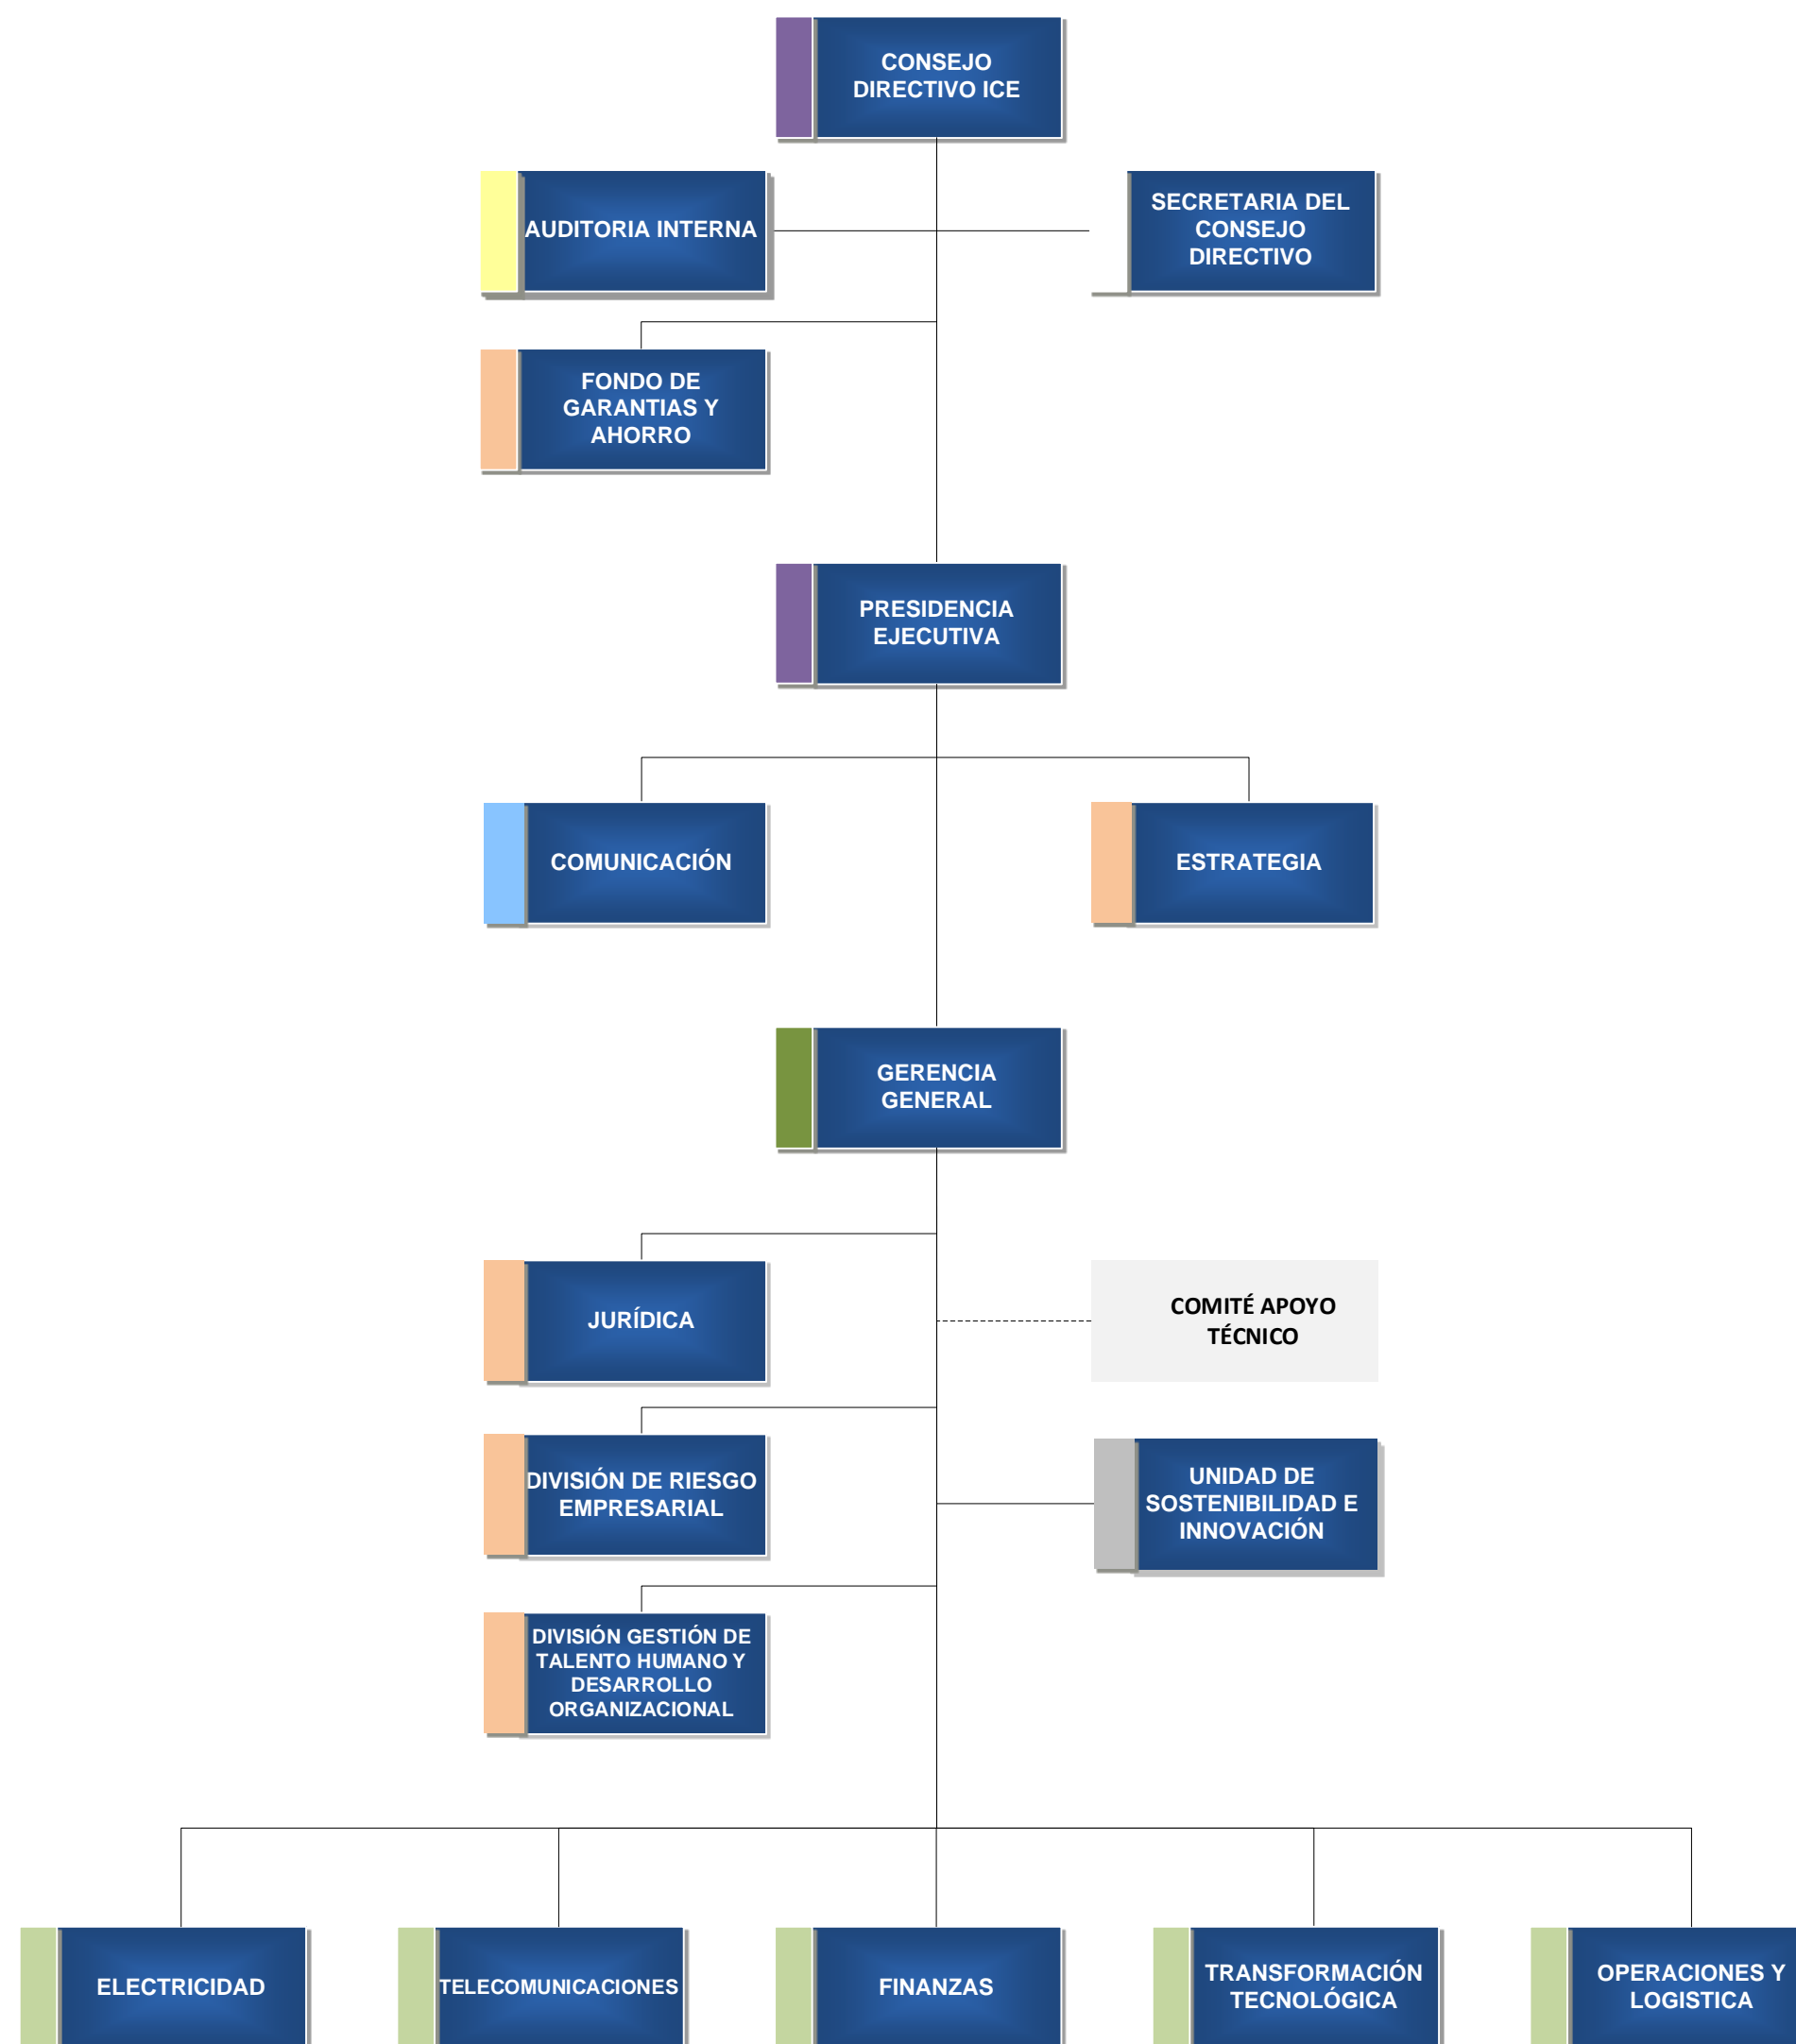 CONSEJO
DIRECTIVO ICE
AUDITORIA INTERNA
SECRETARIA DEL
CONSEJO
DIRECTIVO
FONDO DE
GARANTIAS Y
AHORRO
PRESIDENCIA
EJECUTIVA
COMUNICACIÓN
ESTRATEGIA
GERENCIA
GENERAL
JURÍDICA
COMITÉ APOYO
TÉCNICO
DIVISIÓN DE RIESGO
EMPRESARIAL
UNIDAD DE
SOSTENIBILIDAD E
INNOVACIÓN
DIVISIÓN GESTIÓN DE
TALENTO HUMANO Y
DESARROLLO
ORGANIZACIONAL
ELECTRICIDAD
TELECOMUNICACIONES
FINANZAS
TRANSFORMACIÓN
TECNOLÓGICA
OPERACIONES Y
LOGISTICA